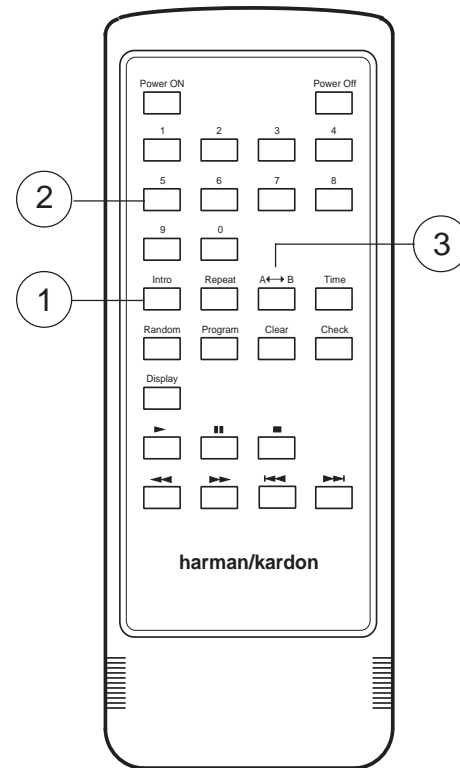 Power ON Power Off
1 2 3 4
2
5 6 7 8
9 0
3
1
Intro Repeat A↔B Time
Random Program Clear Check
Display
harman/kardon